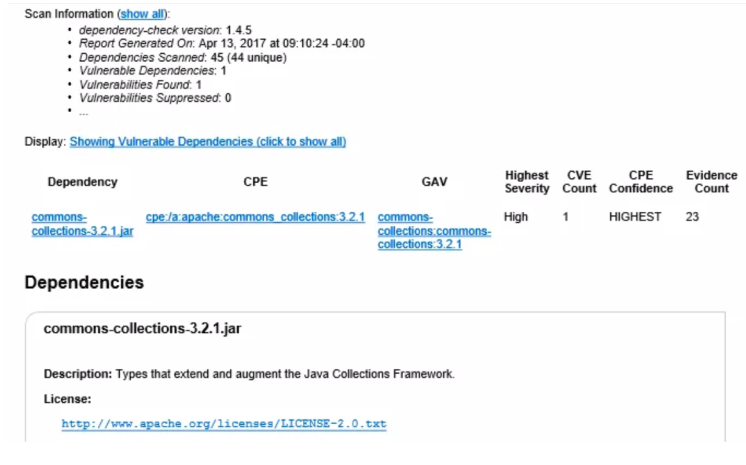 Scan Information (show all):
• dependency-check version: 1.4.5
• Report Generated On: Apr 13, 2017 at 09:10:24 -04:00
• Dependencies Scanned: 45 (44 unique)
• Vulnerable Dependencies: 1
• Vulnerabilities Found: 1
• Vulnerabilities Suppressed: 0
• ...
Display: Showing Vulnerable Dependencies (click to show all)
Dependency CPE GAV Highest Severity CVE Count CPE Confidence Evidence Count
commons-collections-3.2.1.jar cpe:/a:apache:commons_collections:3.2.1 commons-collections:commons-collections:3.2.1 High 1 HIGHEST 23
Dependencies
commons-collections-3.2.1.jar
Description: Types that extend and augment the Java Collections Framework.
License:
http://www.apache.org/licenses/LICENSE-2.0.txt